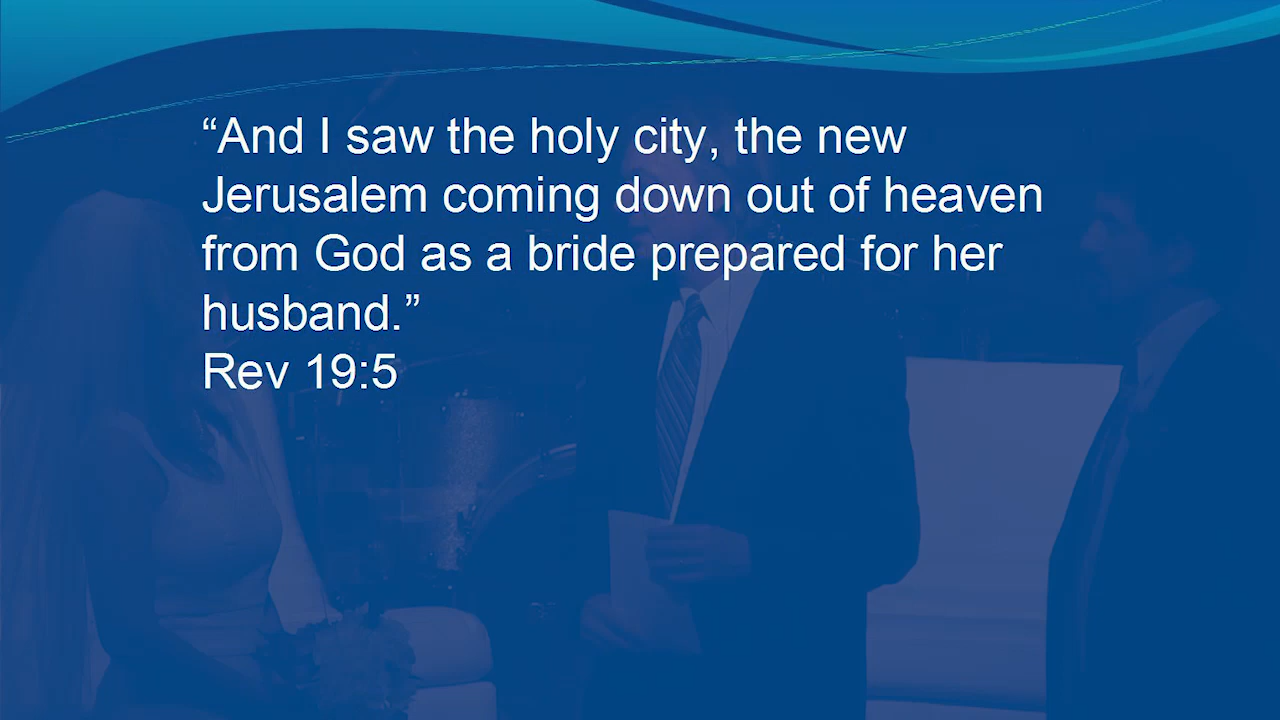 “And I saw the holy city, the new
Jerusalem coming down out of heaven
from God as a bride prepared for her
husband.”
Rev 19:5